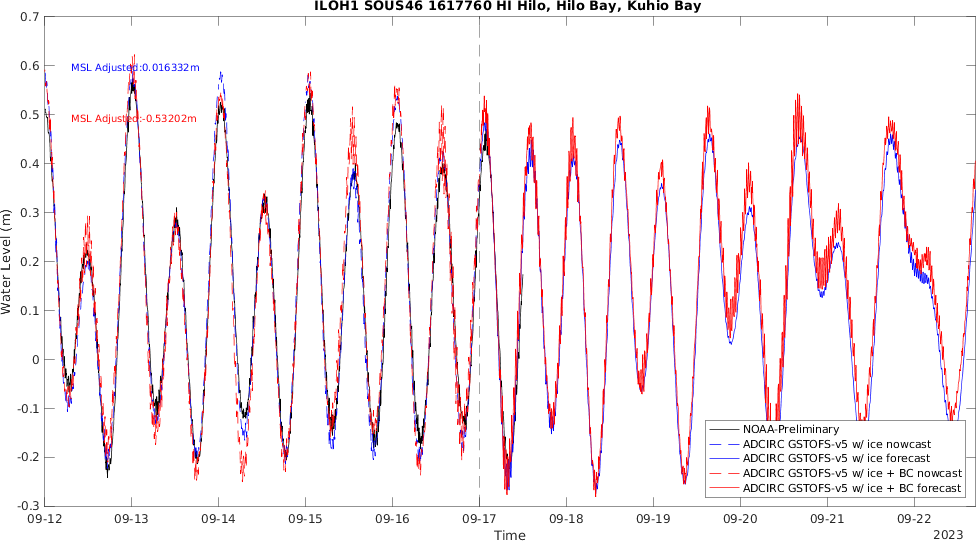 ILOH1 SOUS46 1617760 HI Hilo, Hilo Bay, Kuhio Bay
0.7
0.6
0.5
0.4
0.3
0.2
0.1
0
-0.1
-0.2
-0.3
Water Level (m)
MSL Adjusted:0.016332m
MSL Adjusted:-0.53202m
NOAA-Preliminary
ADCIRC GSTOFS-v5 w/ ice nowcast
ADCIRC GSTOFS-v5 w/ ice forecast
ADCIRC GSTOFS-v5 w/ ice + BC nowcast
ADCIRC GSTOFS-v5 w/ ice + BC forecast
09-12 09-13 09-14 09-15 09-16 09-17 09-18 09-19 09-20 09-21 09-22
Time
2023